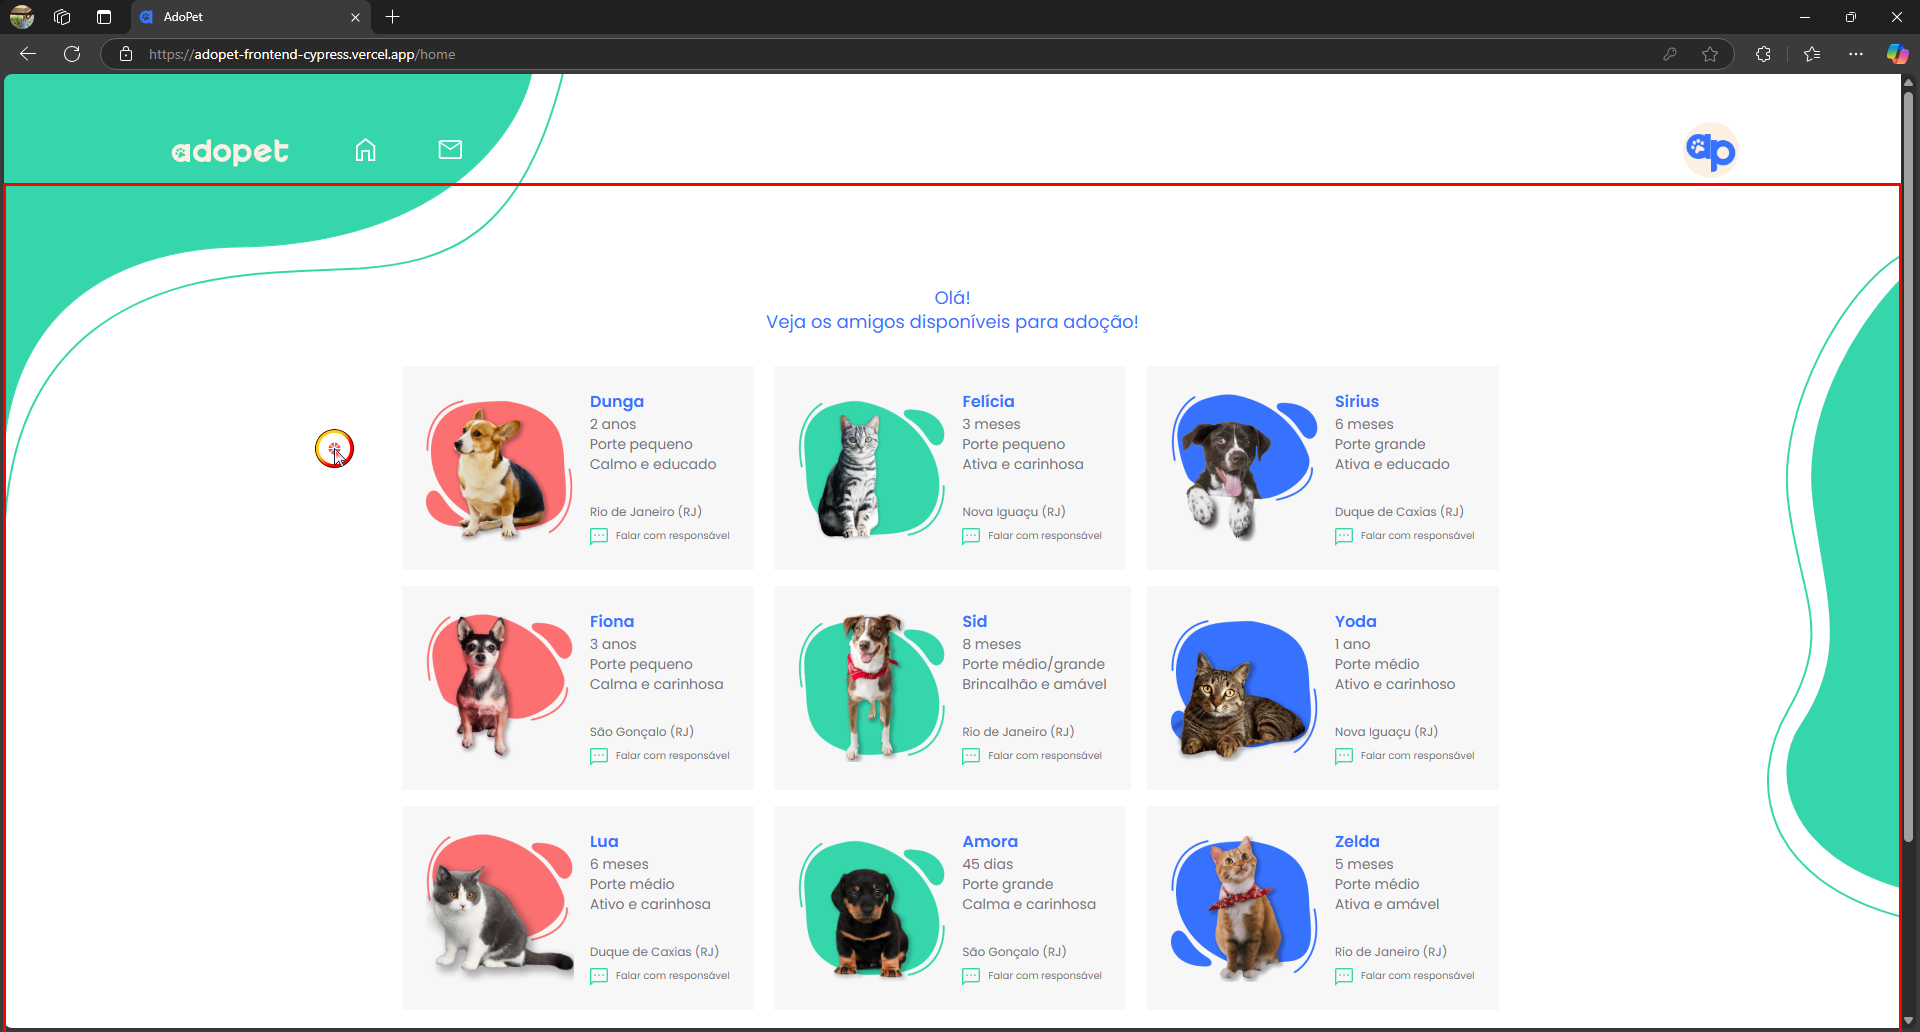 AdoPet
https://adopet-frontend-cypress.vercel.app/home
adopet
ap
Olá!
Veja os amigos disponíveis para adoção!
Dunga
2 anos
Porte pequeno
Calmo e educado
Rio de Janeiro (RJ)
Falar com responsável
Felícia
3 meses
Porte pequeno
Ativa e carinhosa
Nova Iguaçu (RJ)
Falar com responsável
Sirius
6 meses
Porte grande
Ativa e educado
Duque de Caxias (RJ)
Falar com responsável
Fiona
3 anos
Porte pequeno
Calma e carinhosa
São Gonçalo (RJ)
Falar com responsável
Sid
8 meses
Porte médio/grande
Brincalhão e amável
Rio de Janeiro (RJ)
Falar com responsável
Yoda
1 ano
Porte médio
Ativo e carinhoso
Nova Iguaçu (RJ)
Falar com responsável
Lua
6 meses
Porte médio
Ativo e carinhosa
Duque de Caxias (RJ)
Falar com responsável
Amora
45 dias
Porte grande
Calma e carinhosa
São Gonçalo (RJ)
Falar com responsável
Zelda
5 meses
Porte médio
Ativa e amável
Rio de Janeiro (RJ)
Falar com responsável